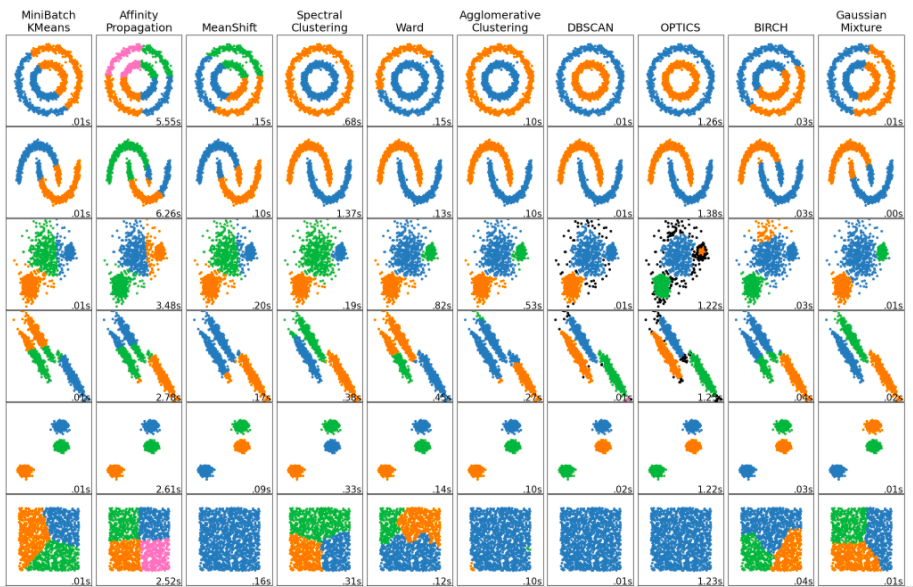 MiniBatch KMeans
Affinity Propagation
MeanShift
Spectral Clustering
Ward
Agglomerative Clustering
DBSCAN
OPTICS
BIRCH
Gaussian Mixture
.01s 5.55s .15s .68s .15s .10s .01s 1.26s .03s .01s
.01s 6.26s .10s 1.37s .13s .10s .01s 1.38s .03s .00s
.01s 3.48s .20s .19s .82s .53s .01s 1.22s .03s .01s
.01s 2.78s .17s .38s .27s .04s .02s
.01s 2.61s .09s .33s .14s .10s .02s 1.22s .03s .01s
.01s 2.52s .16s .31s .12s .10s .01s 1.23s .04s .01s